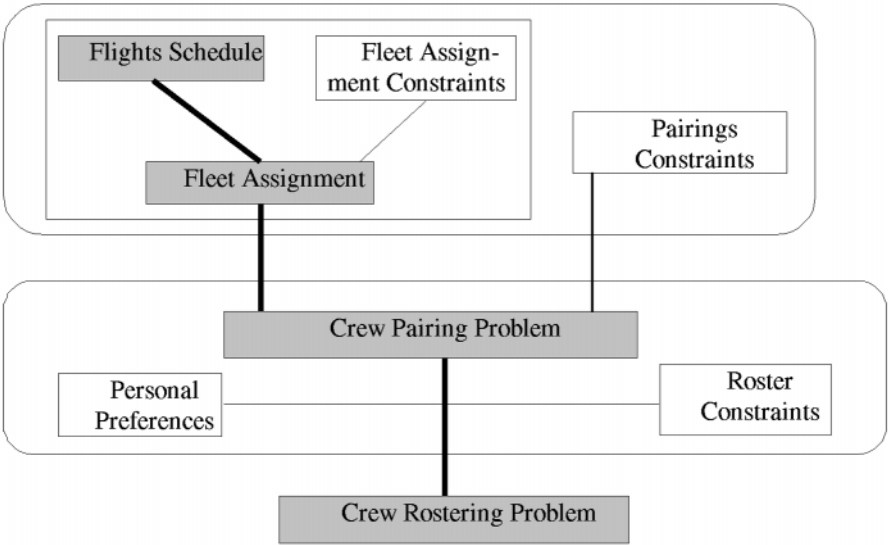 Flights Schedule
Fleet Assign-
ment Constraints
Pairings
Constraints
Fleet Assignment
Crew Pairing Problem
Personal
Preferences
Roster
Constraints
Crew Rostering Problem